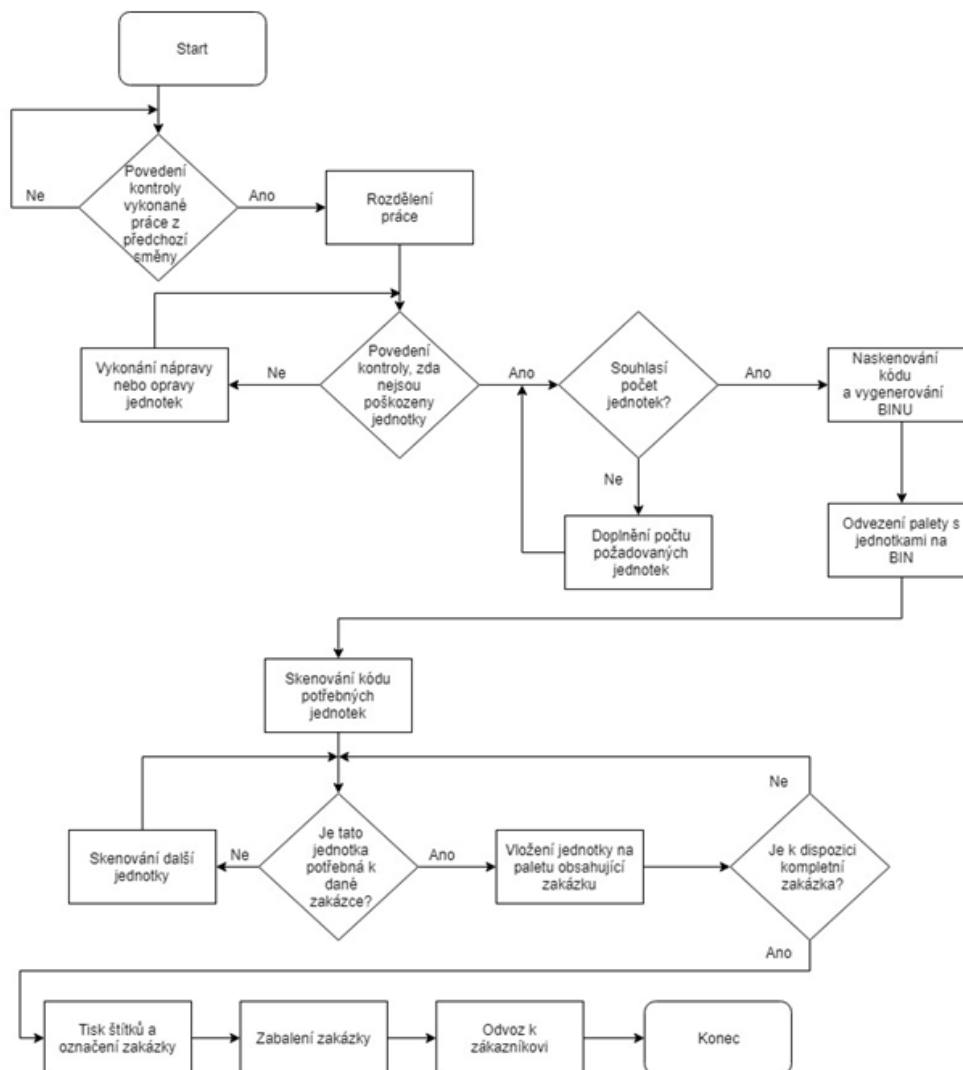 Start
Povedení
kontroly
vykonané
práce z
předchozí
směny
Ne
Ano
Rozdělení
práce
Vykonání nápravy
nebo opravy
jednotek
Ne
Povedení
kontroly, zda
nejsou
poškozeny
jednotky
Ano
Souhlasí
počet
jednotek?
Ano
Naskenování
kódu
a vygenerování
BINU
Ne
Doplnění počtu
požadovaných
jednotek
Odvezení palety s
jednotkami na
BIN
Skenování kódu
potřebných
jednotek
Ne
Skenování další
jednotky
Ne
Je tato
jednotka
potřebná k
dané
zakázce?
Ano
Vložení jednotky na
paletu obsahující
zakázku
Je k dispozici
kompletní
zakázka?
Ano
Tisk štítků a
označení zakázky
Zabalení zakázky
Odvoz k
zákazníkovi
Konec